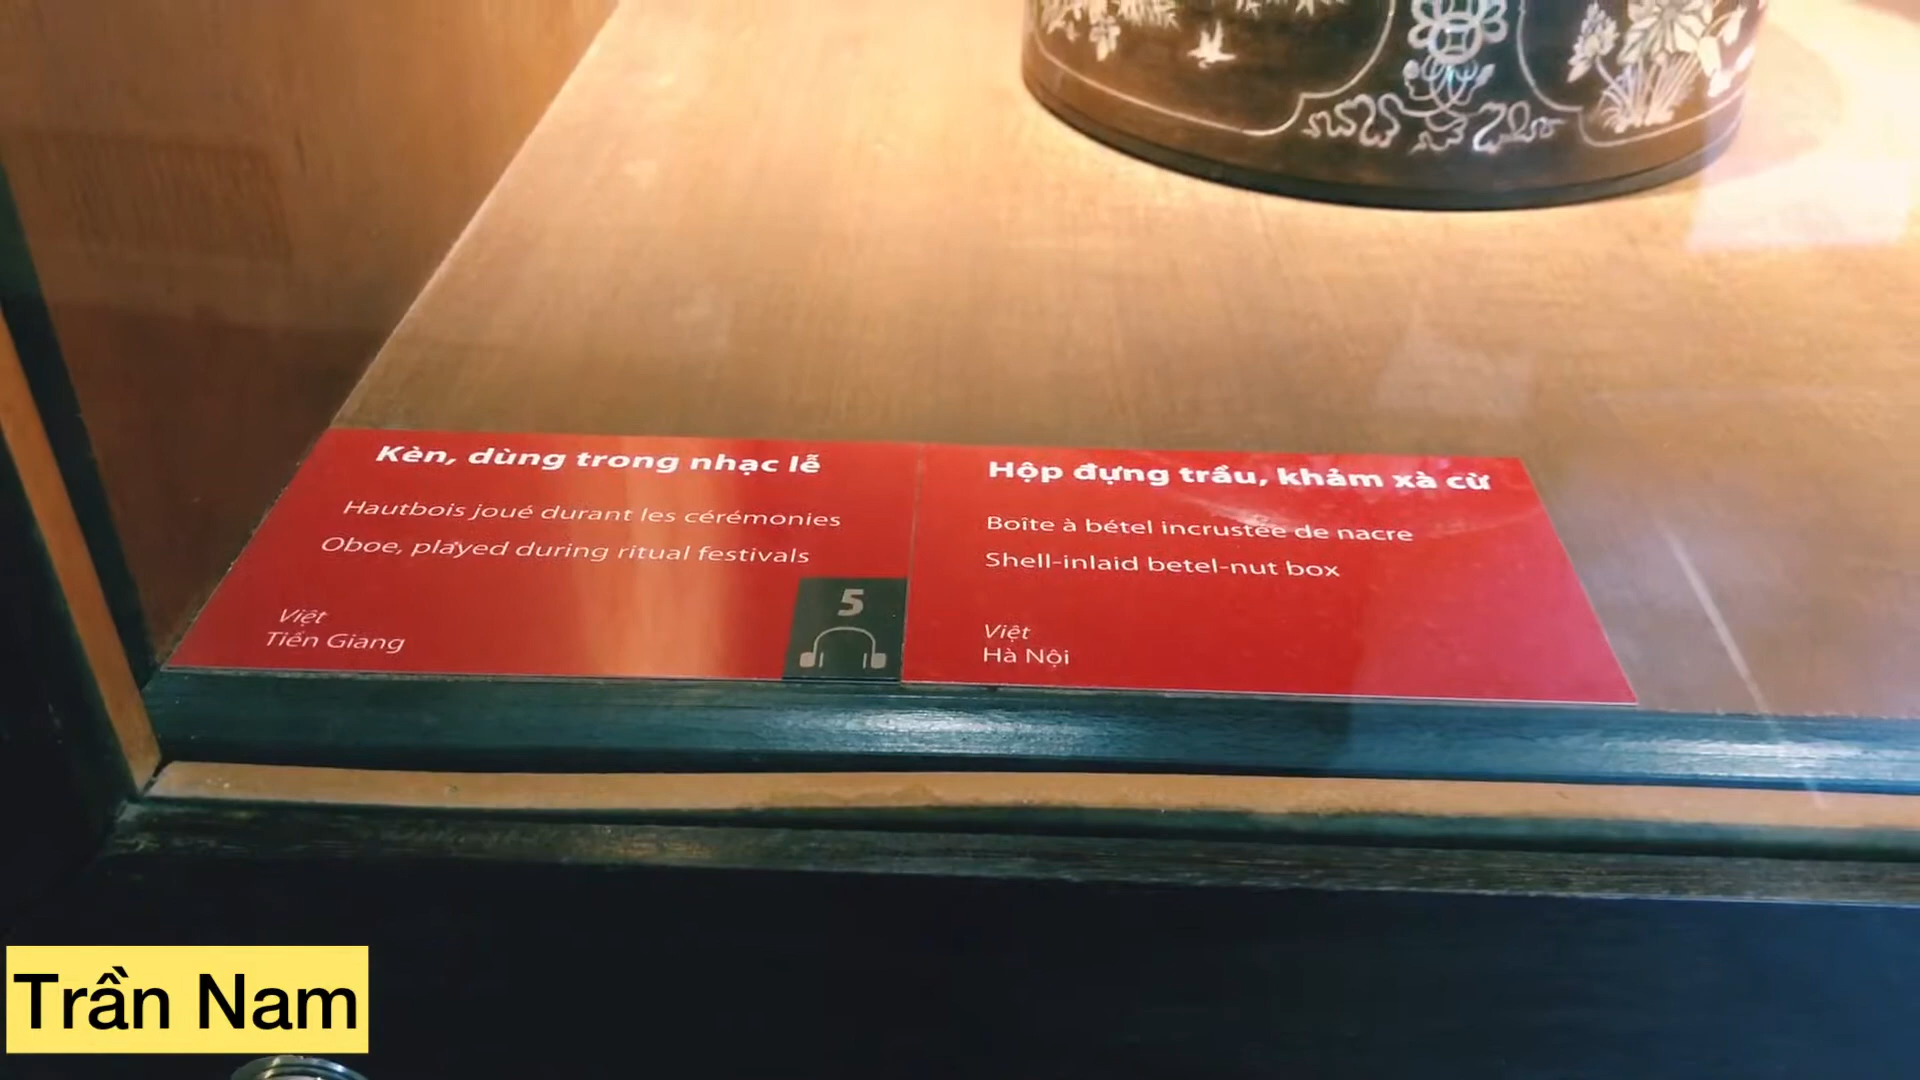 Kèn, dùng trong nhạc lễ
Hautbois joué durant les cérémonies
Oboe, played during ritual festivals
Việt
Tiền Giang
5
Hộp đựng trầu, khảm xà cừ
Boîte à bétel incrustée de nacre
Shell-inlaid betel-nut box
Việt
Hà Nội
Trần Nam